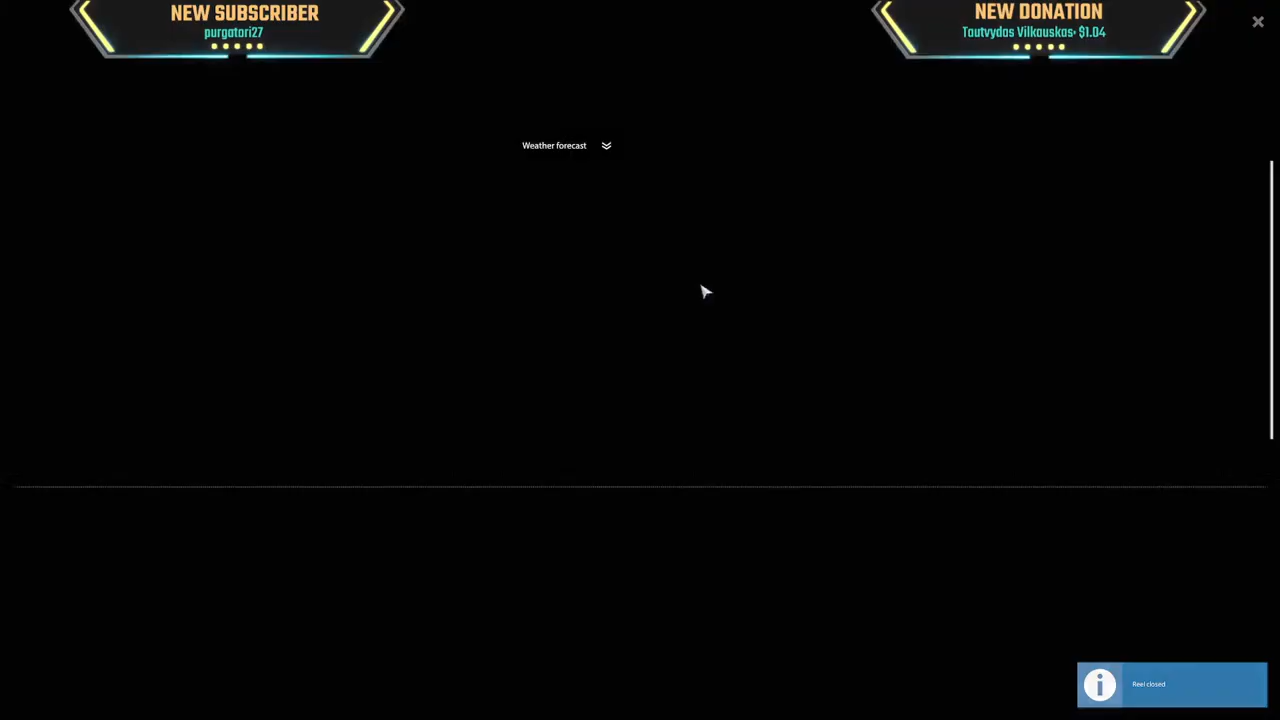 NEW SUBSCRIBER
purgatori27
NEW DONATION
Tautvydas Vilkauskas• $1.04
Weather forecast
Reel closed